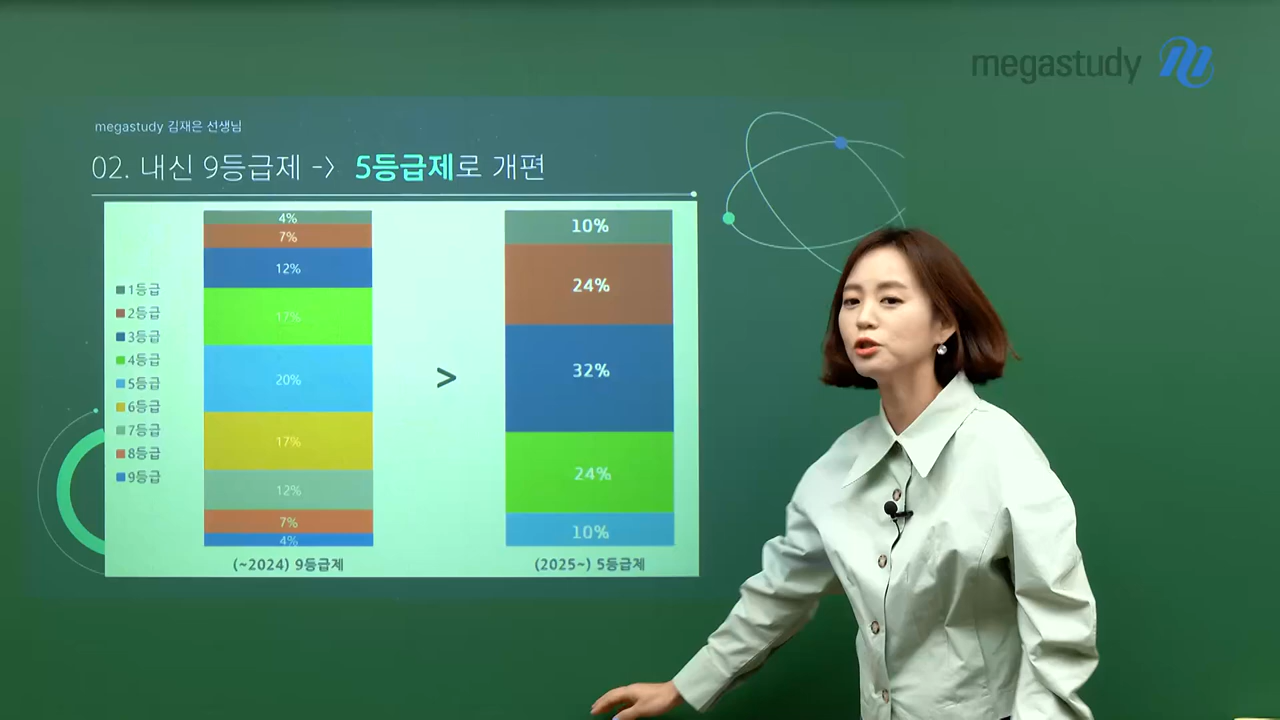 megastudy
megastudy 김재은 선생님
02. 내신 9등급제 -> 5등급제로 개편
1등급
2등급
3등급
4등급
5등급
6등급
7등급
8등급
9등급
4%
7%
12%
17%
20%
17%
12%
7%
4%
(~2024) 9등급제
>
10%
24%
32%
24%
10%
(2025~) 5등급제